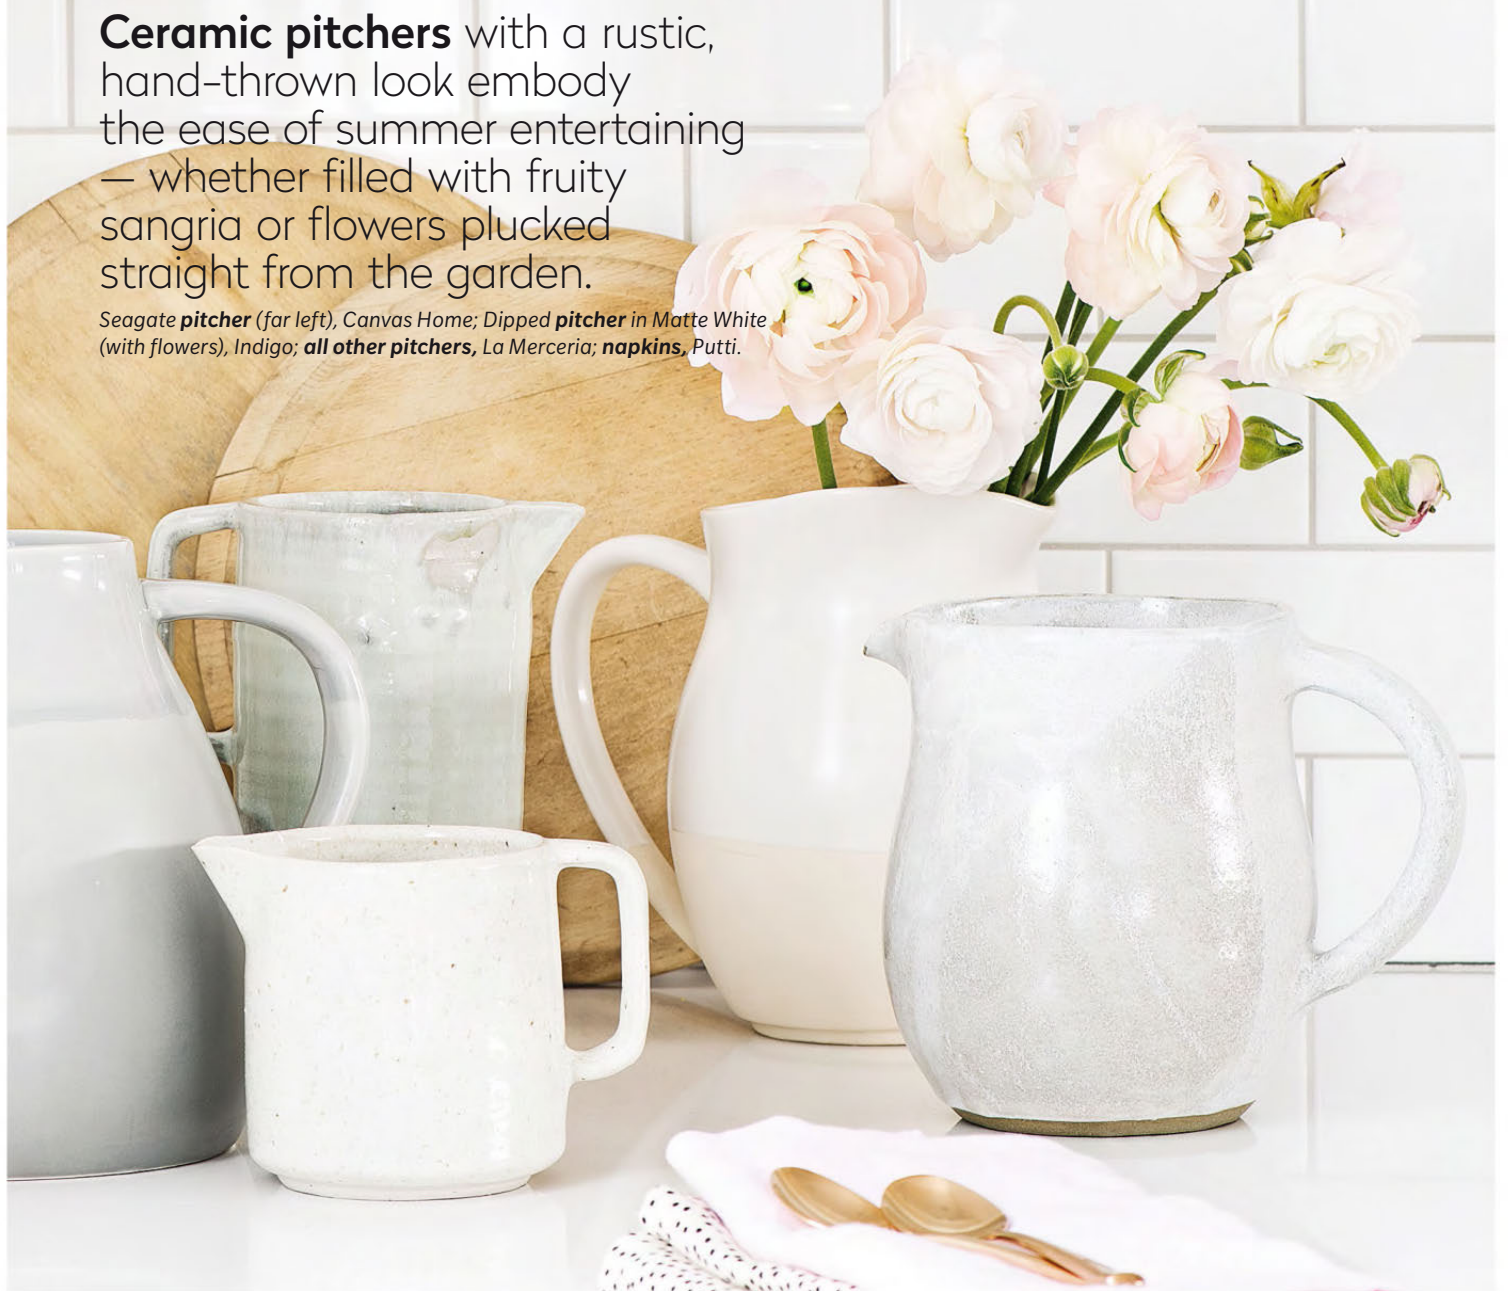 Ceramic pitchers with a rustic,
hand-thrown look embody
the ease of summer entertaining
— whether filled with fruity
sangria or flowers plucked
straight from the garden.
Seagate pitcher (far left), Canvas Home; Dipped pitcher in Matte White
(with flowers), Indigo; all other pitchers, La Merceria; napkins, Putti.